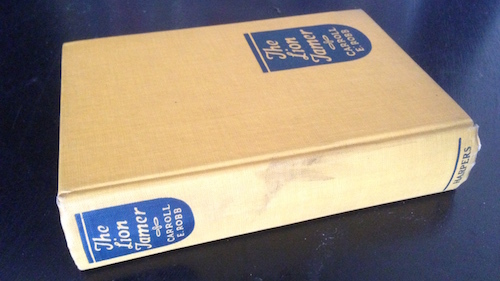 The
Lion
Tamer
CARROLL
E. ROBB
The
Lion
Tamer
CARROLL
E. ROBB
HARPERS